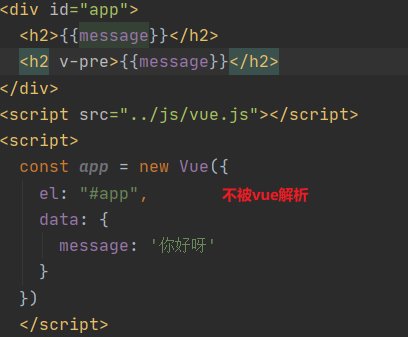 <div id="app">
  <h2>{{message}}</h2>
  <h2 v-pre>{{message}}</h2>
</div>
<script src="../js/vue.js"></script>
<script>
  const app = new Vue({
    el: "#app", 不被vue解析
    data: {
      message: '你好呀'
    }
  })
  </script>